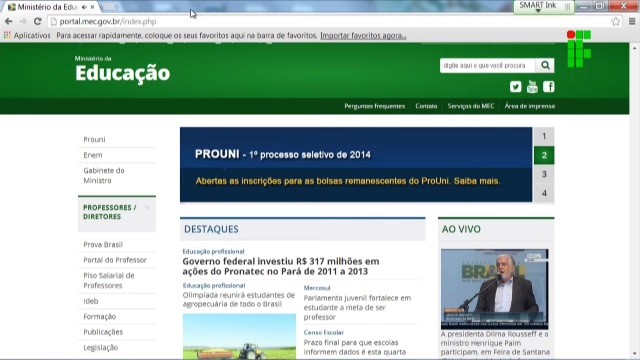 Ministério da Edu
SMART Ink
portal.mec.gov.br/index.php
Aplicativos Para acessar rapidamente, coloque os seus favoritos aqui na barra de favoritos. Importar favoritos agora...
Ministério da
Educação
digite aqui o que você procura
You
Perguntas frequentes Contato Serviços do MEC Área de imprensa
Prouni
Enem
Gabinete do
Ministro
PROFESSORES /
DIRETORES
Prova Brasil
Portal do Professor
Piso Salarial de
Professores
Ideb
Formação
Publicações
Legislação
PROUNI - 1º processo seletivo de 2014
Abertas as inscrições para as bolsas remanescentes do ProUni. Saiba mais.
1
2
3
4
DESTAQUES
Educação profissional
Governo federal investiu R$ 317 milhões em
ações do Pronatec no Pará de 2011 a 2013
Educação profissional
Olimpíada reunirá estudantes de
agropecuária de todo o Brasil
Mercosul
Parlamento Juvenil fortalece em
estudante a meta de ser
professor
Censo Escolar
Prazo final para que escolas
informem dados é esta quarta
AO VIVO
BRASIL
A presidenta Dilma Rousseff e o
ministro Henrique Paim
participam, em Feira de Santana